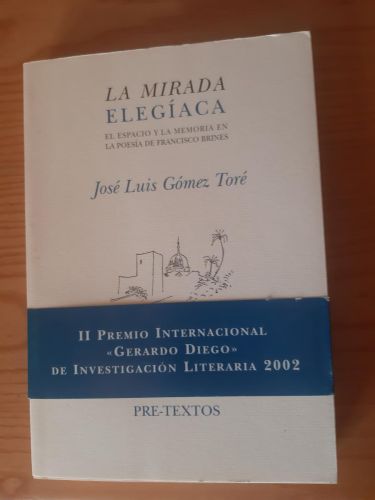 LA MIRADA
ELEGÍACA
EL ESPACIO Y LA MEMORIA EN
LA POESÍA DE FRANCISCO BRINES
José Luis Gómez Toré
II PREMIO INTERNACIONAL
«GERARDO DIEGO»
DE INVESTIGACIÓN LITERARIA 2002
PRE-TEXTOS